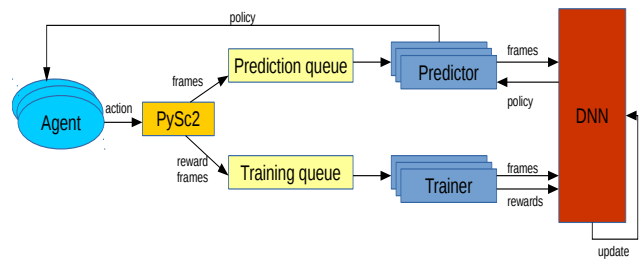 policy
Prediction queue
frames
Predictor
frames
policy
action
Agent
PySc2
DNN
reward
frames
Training queue
Trainer
frames
rewards
update